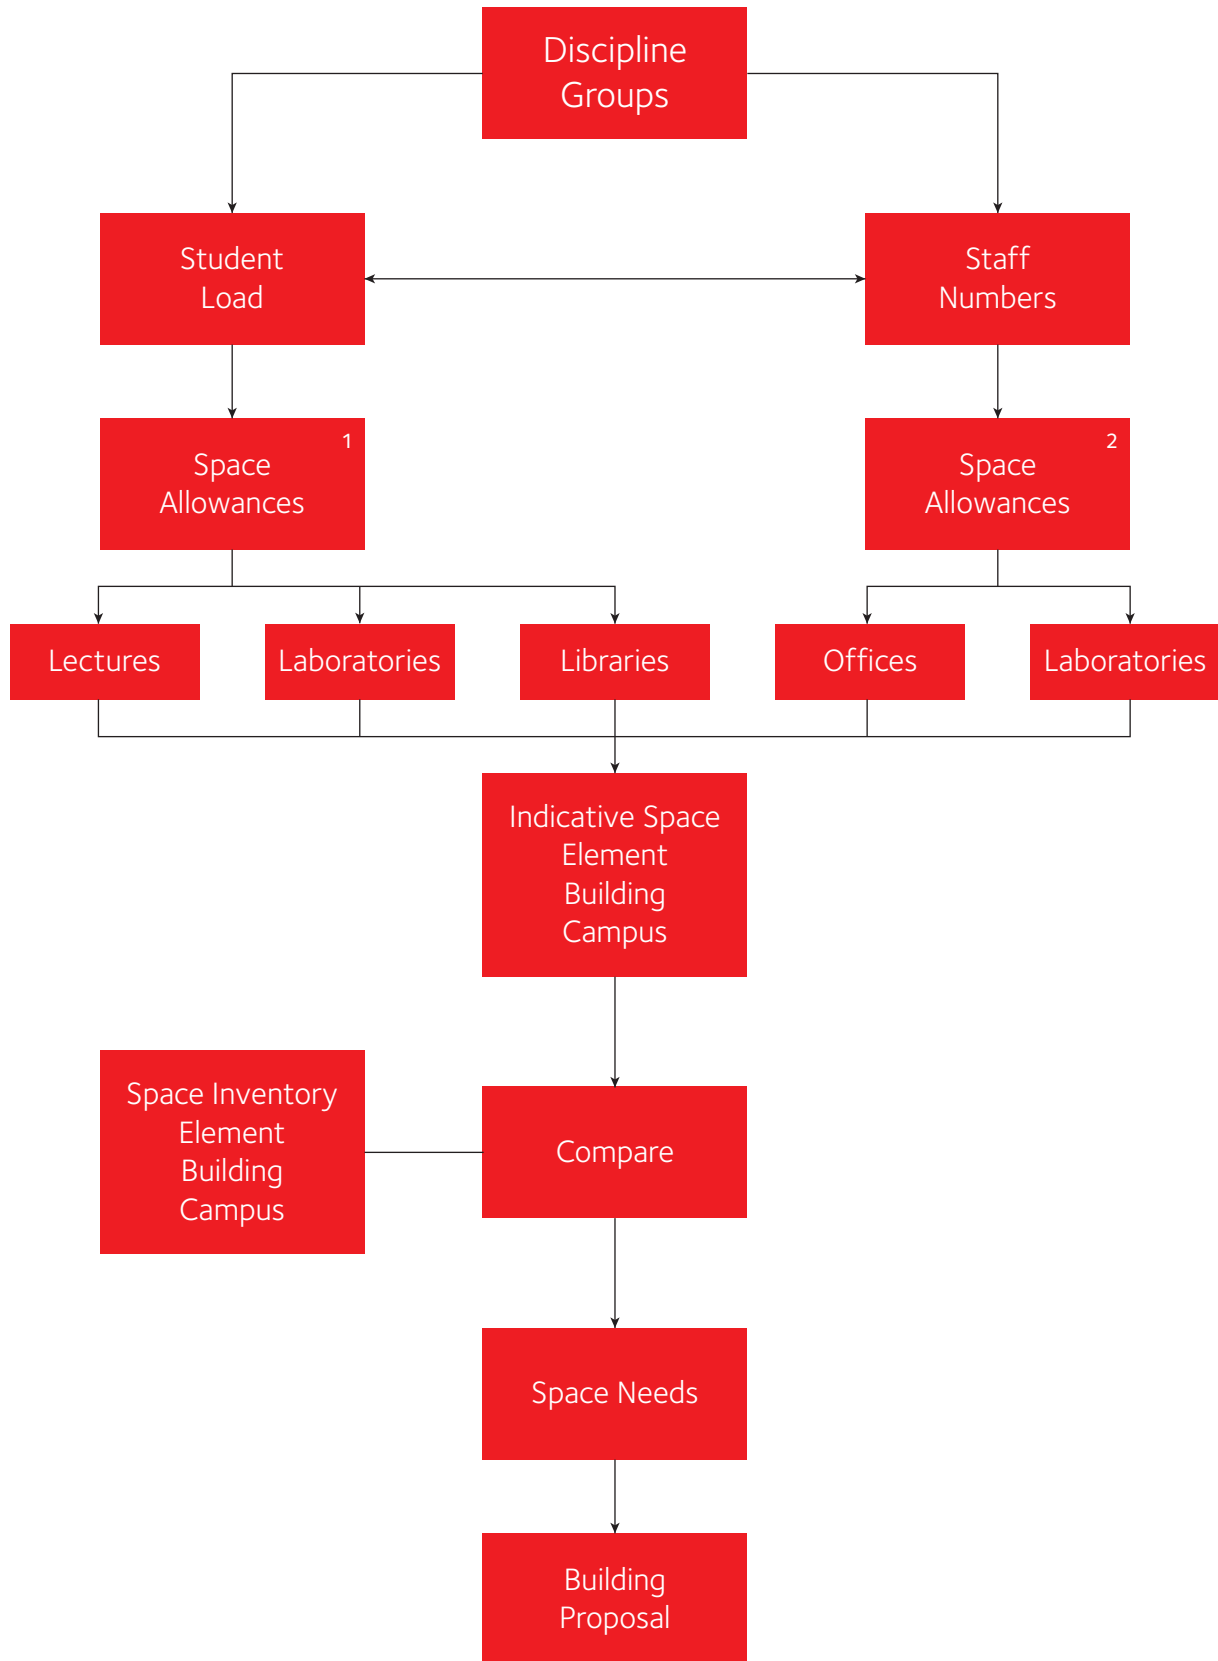 Discipline
Groups
Student
Load
Staff
Numbers
1
Space
Allowances
2
Space
Allowances
Lectures
Laboratories
Libraries
Offices
Laboratories
Indicative Space
Element
Building
Campus
Space Inventory
Element
Building
Campus
Compare
Space Needs
Building
Proposal